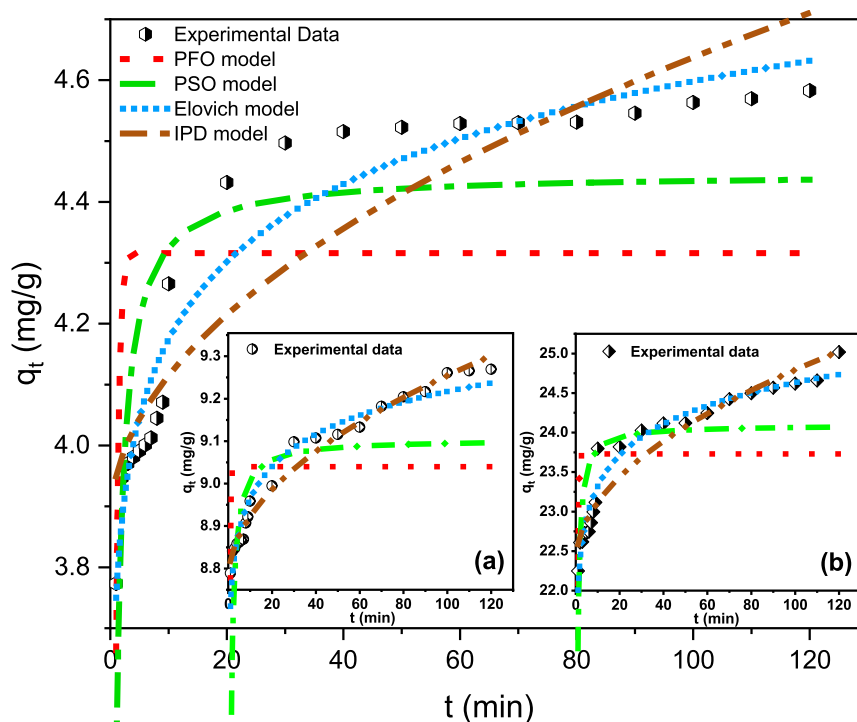 Experimental Data
PFO model
PSO model
Elovich model
IPD model
4.6
4.4
4.2
4.0
3.8
qt (mg/g)
0 20 40 60 80 100 120
t (min)
Experimental data
9.3
9.2
9.1
9.0
8.9
8.8
qt (mg/g)
(a)
0 20 40 60 80 100 120
t (min)
Experimental data
25.0
24.5
24.0
23.5
23.0
22.5
22.0
qt (mg/g)
(b)
0 20 40 60 80 100 120
t (min)